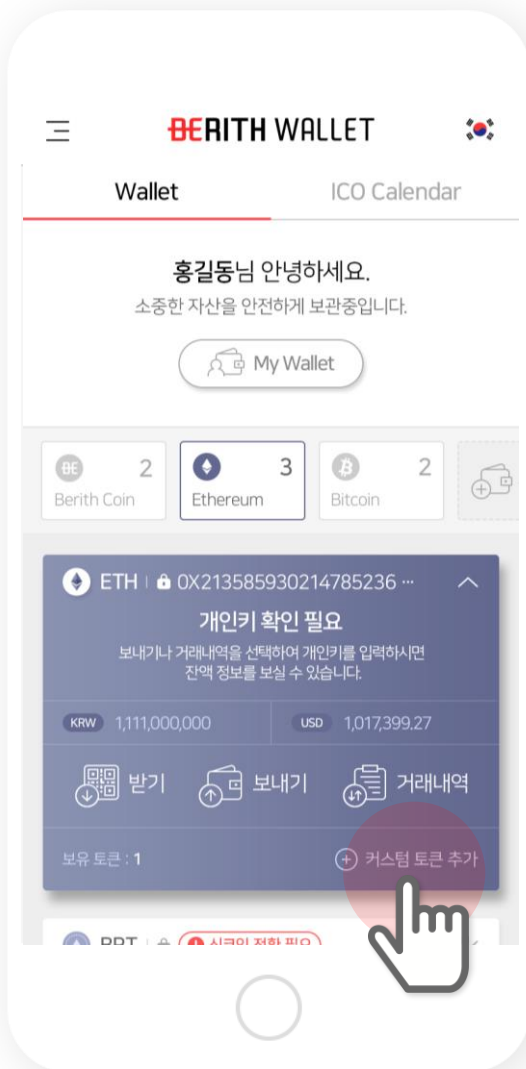 BERITH WALLET
Wallet ICO Calendar
홍길동님 안녕하세요.
소중한 자산을 안전하게 보관중입니다.
My Wallet
2 3 2
Berith Coin Ethereum Bitcoin
ETH 0X213585930214785236 ···
개인키 확인 필요
보내기나 거래내역을 선택하여 개인키를 입력하시면
잔액 정보를 보실 수 있습니다.
KRW 1,111,000,000 USD 1,017,399.27
받기 보내기 거래내역
보유 토큰 : 1 커스텀 토큰 추가